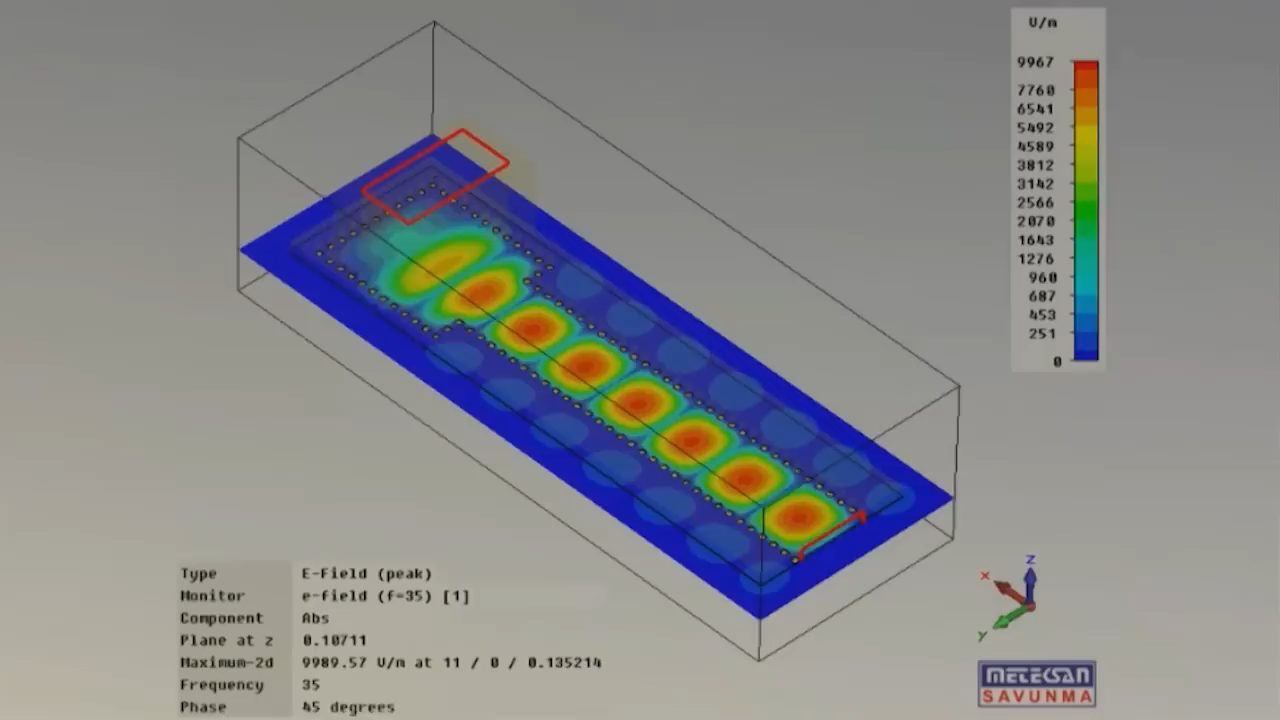 V/m
9967
7760
6541
5492
4589
3812
3142
2566
2070
1643
1276
960
687
453
251
0
Type E-Field (peak)
Monitor e-field (f=35) [1]
Component Abs
Plane at z 0.10711
Maximum-2d 9989.57 V/m at 11 / 0 / 0.135214
Frequency 35
Phase 45 degrees
x
y
z
METEKSAN
SAVUNMA